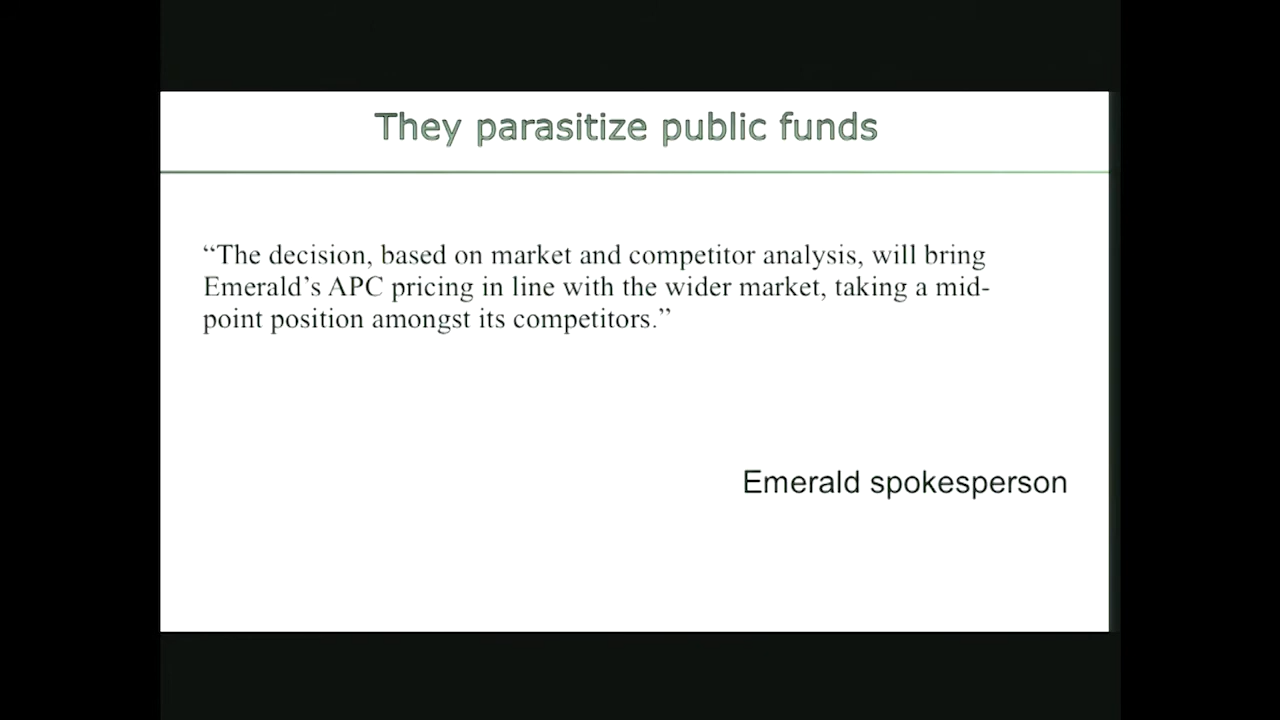 They parasitize public funds
“The decision, based on market and competitor analysis, will bring
Emerald’s APC pricing in line with the wider market, taking a mid-
point position amongst its competitors.”
Emerald spokesperson